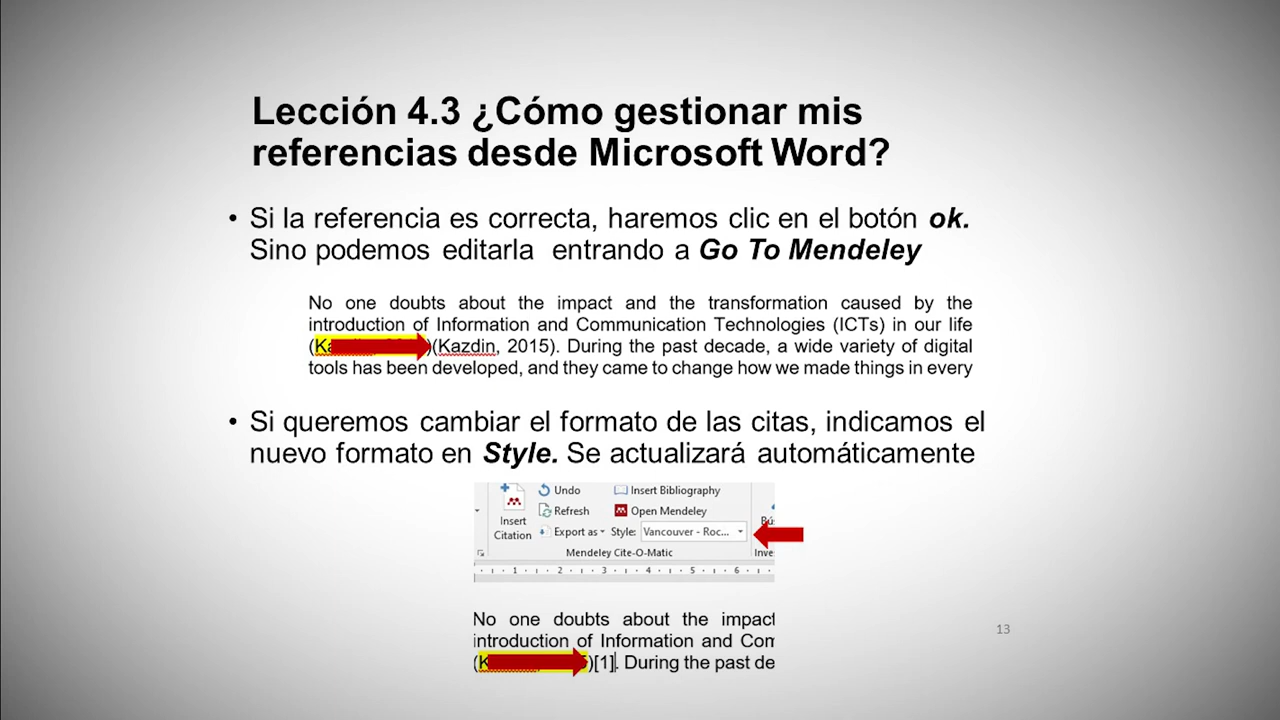 Lección 4.3 ¿Cómo gestionar mis
referencias desde Microsoft Word?
• Si la referencia es correcta, haremos clic en el botón ok.
Sino podemos editarla entrando a Go To Mendeley
No one doubts about the impact and the transformation caused by the
introduction of Information and Communication Technologies (ICTs) in our life
(Kazdin, 2015). During the past decade, a wide variety of digital
tools has been developed, and they came to change how we made things in every
• Si queremos cambiar el formato de las citas, indicamos el
nuevo formato en Style. Se actualizará automáticamente
Undo Insert Bibliography
Refresh Open Mendeley
Insert
Citation
Export as Style: Vancouver - Roc...
Mendeley Cite-O-Matic
1 2 3 4 5 6
No one doubts about the impact
introduction of Information and Com
)[1]. During the past de
13